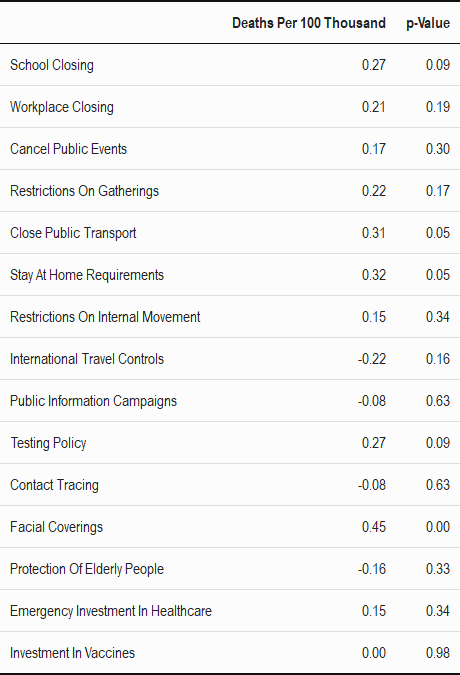 Deaths Per 100 Thousand p-Value
School Closing 0.27 0.09
Workplace Closing 0.21 0.19
Cancel Public Events 0.17 0.30
Restrictions On Gatherings 0.22 0.17
Close Public Transport 0.31 0.05
Stay At Home Requirements 0.32 0.05
Restrictions On Internal Movement 0.15 0.34
International Travel Controls -0.22 0.16
Public Information Campaigns -0.08 0.63
Testing Policy 0.27 0.09
Contact Tracing -0.08 0.63
Facial Coverings 0.45 0.00
Protection Of Elderly People -0.16 0.33
Emergency Investment In Healthcare 0.15 0.34
Investment In Vaccines 0.00 0.98